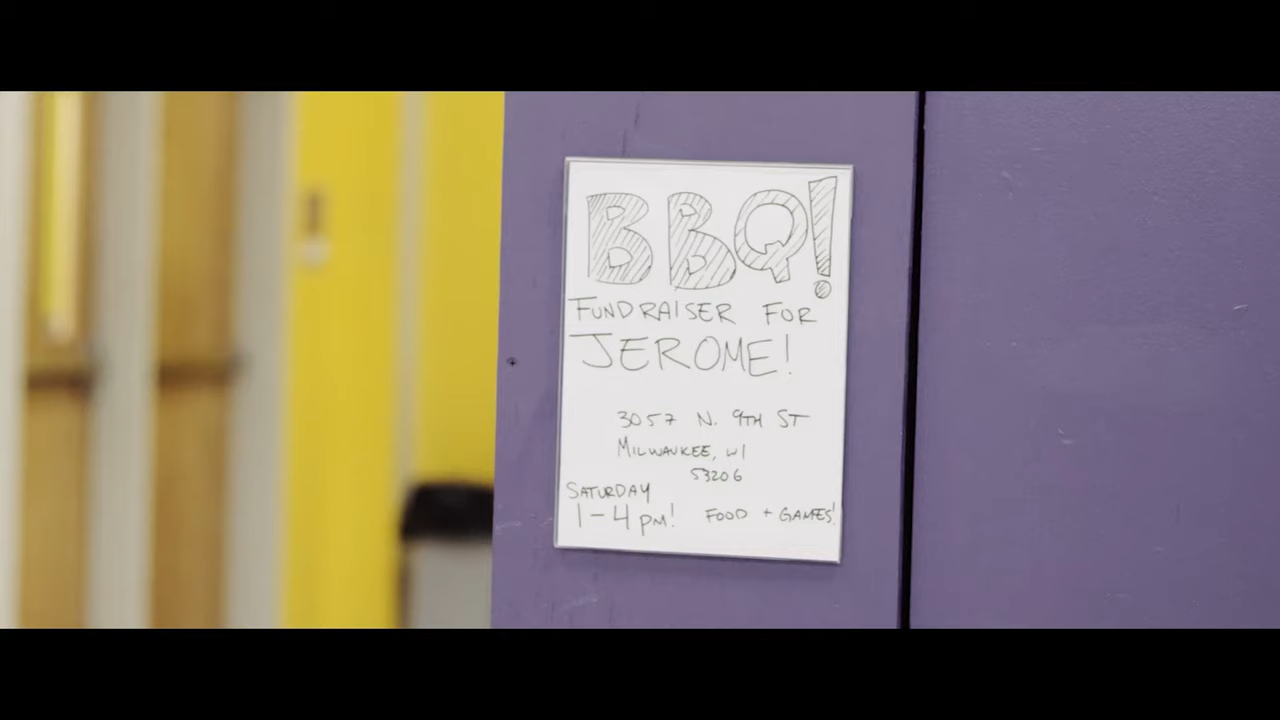 BBQ!
FUNDRAISER FOR
JEROME!
3057 N. 9TH ST
MILWAUKEE, WI
53206
SATURDAY
1-4 PM! FOOD + GAMES!